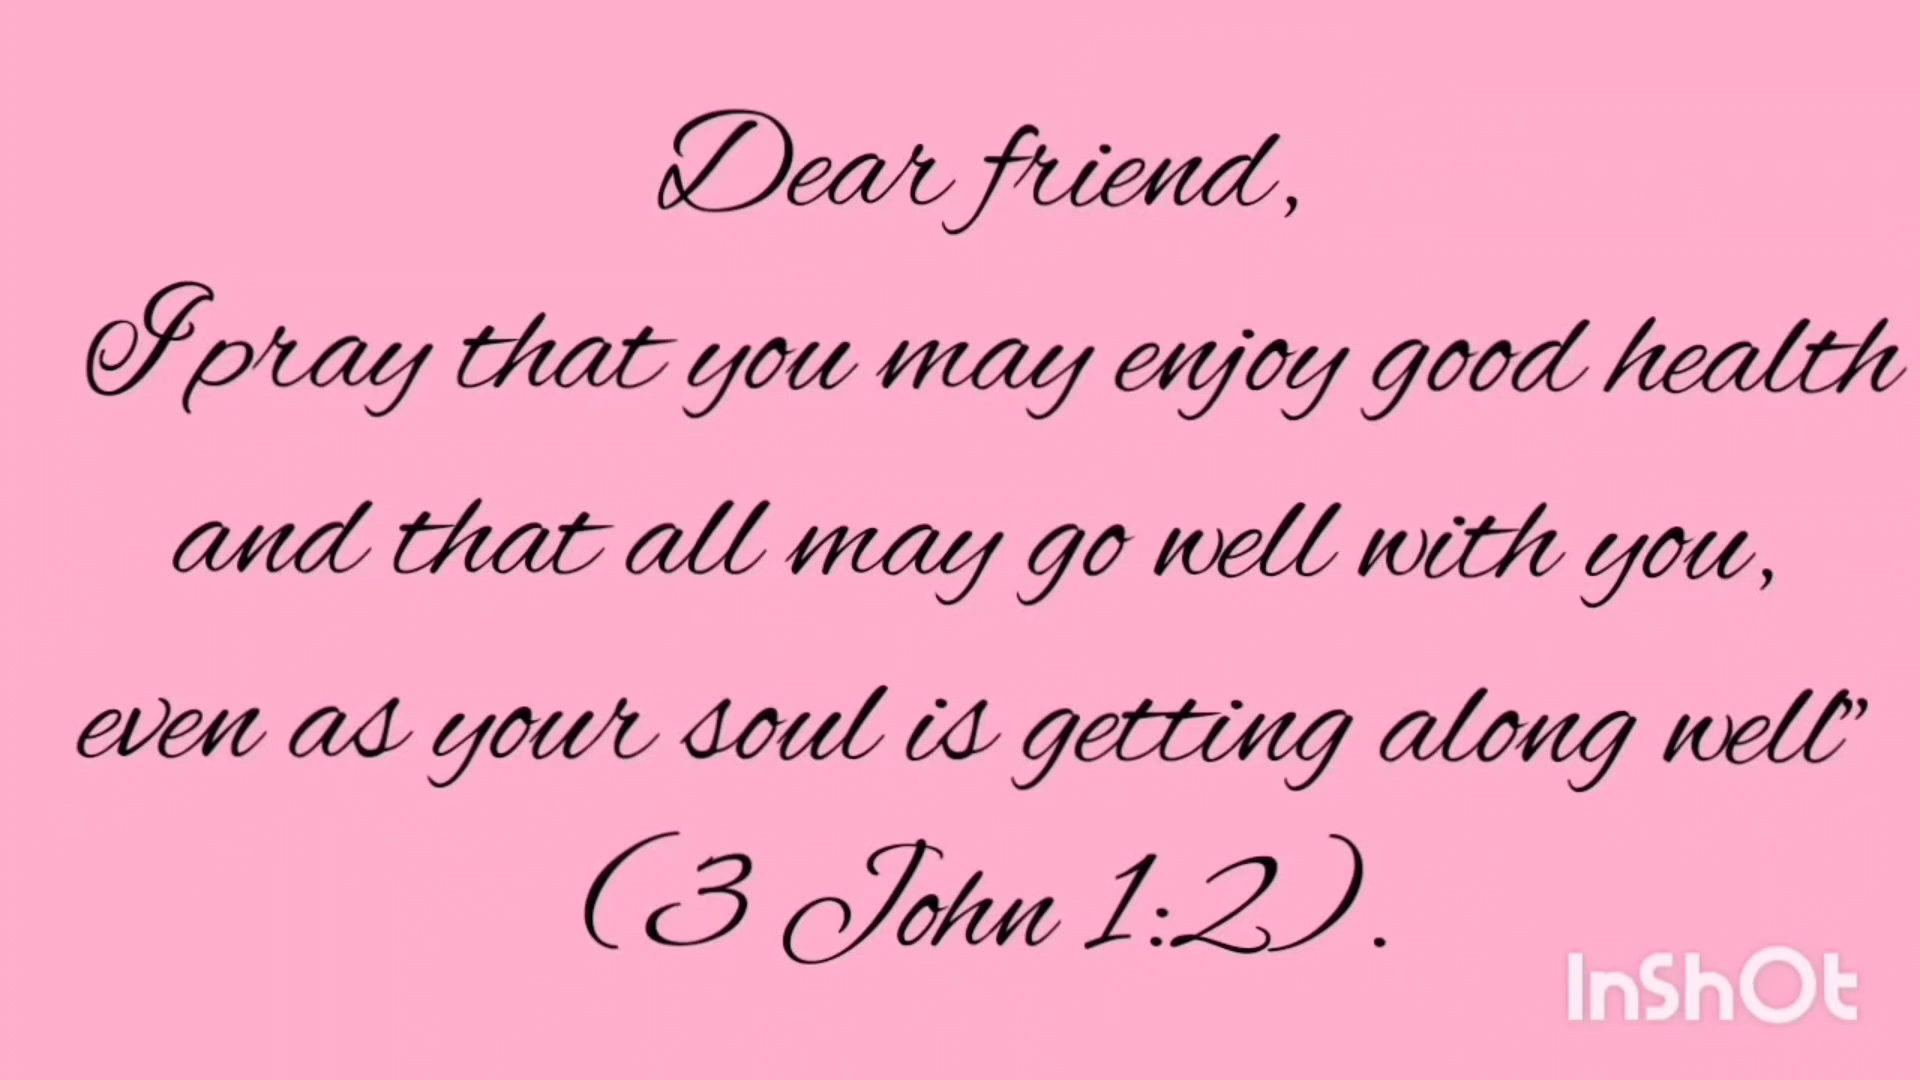 Dear friend,
I pray that you may enjoy good health
and that all may go well with you,
even as your soul is getting along well”
(3 John 1:2).
InShOt